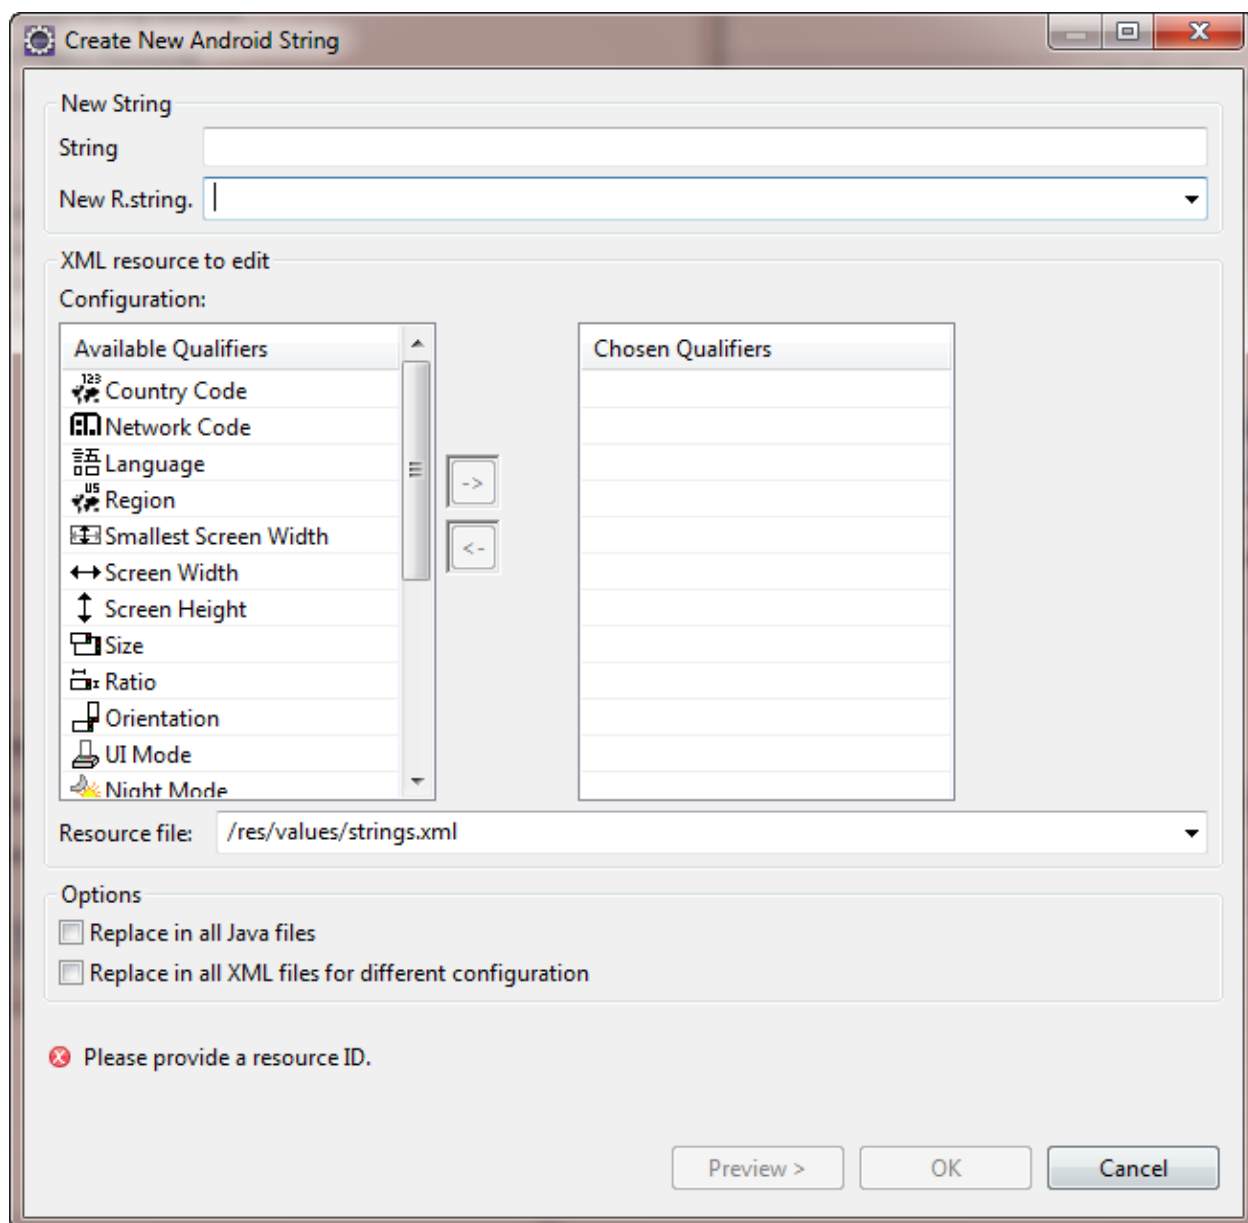 Create New Android String
New String
String
New R.string.
XML resource to edit
Configuration:
Available Qualifiers
Chosen Qualifiers
123
Country Code
Network Code
語 Language
US
Region
Smallest Screen Width
Screen Width
Screen Height
Size
Ratio
Orientation
UI Mode
Night Mode
->
<-
Resource file: /res/values/strings.xml
Options
Replace in all Java files
Replace in all XML files for different configuration
Please provide a resource ID.
Preview > OK Cancel